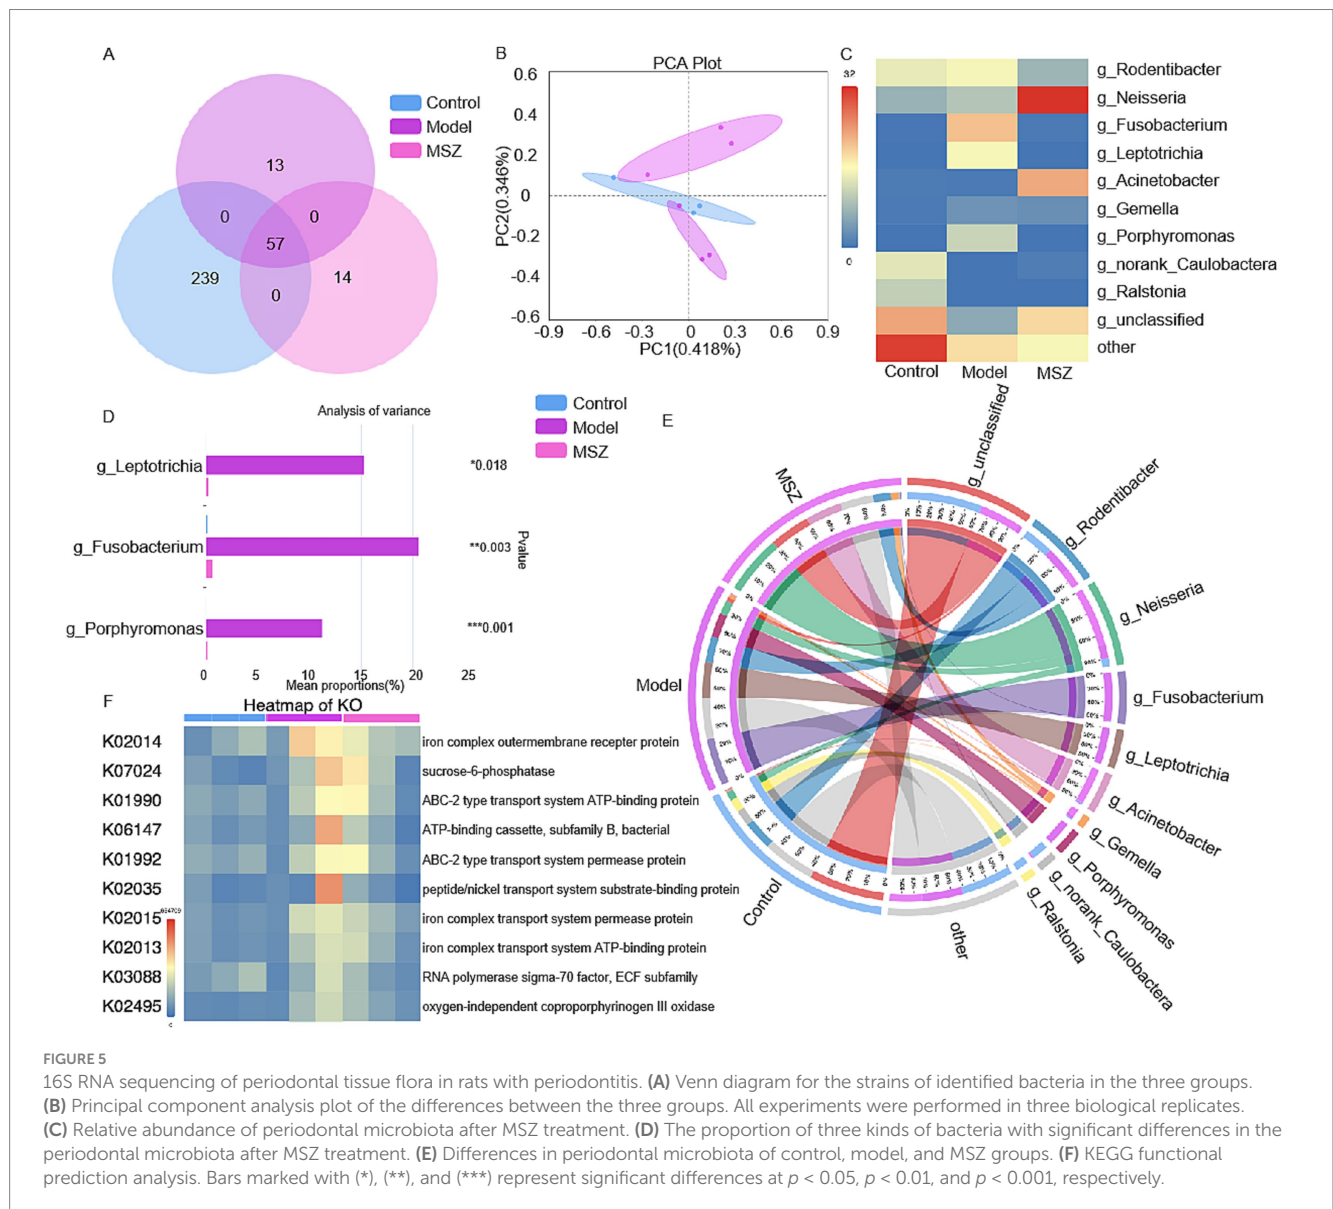 A
Control
Model
MSZ
13
0
0
57
239
0
14
B
PCA Plot
0.6
0.4
0.2
0
-0.2
-0.4
-0.6
PC2(0.346%)
-0.9
-0.6
-0.3
0
0.3
0.6
0.9
PC1(0.418%)
C
32
0
g_Rodentibacter
g_Neisseria
g_Fusobacterium
g_Leptotrichia
g_Acinetobacter
g_Gemella
g_Porphyromonas
g_norank_Caulobactera
g_Ralstonia
g_unclassified
other
Control
Model
MSZ
D
Analysis of variance
Control
Model
MSZ
g_Leptotrichia
*0.018
g_Fusobacterium
**0.003
g_Porphyromonas
***0.001
Pvalue
0
5
10
15
20
25
Mean proportions(%)
E
MSZ
g_unclassified
g_Rodentibacter
g_Neisseria
g_Fusobacterium
g_Leptotrichia
g_Acinetobacter
g_Gemella
g_Porphyromonas
g_norank_Caulobactera
g_Ralstonia
other
Control
Model
F
Heatmap of KO
K02014
iron complex outermembrane recepter protein
K07024
sucrose-6-phosphatase
K01990
ABC-2 type transport system ATP-binding protein
K06147
ATP-binding cassette, subfamily B, bacterial
K01992
ABC-2 type transport system permease protein
K02035
peptide/nickel transport system substrate-binding protein
K02015
iron complex transport system permease protein
K02013
iron complex transport system ATP-binding protein
K03088
RNA polymerase sigma-70 factor, ECF subfamily
K02495
oxygen-independent coproporphyrinogen III oxidase
0
FIGURE 5
16S RNA sequencing of periodontal tissue flora in rats with periodontitis. (A) Venn diagram for the strains of identified bacteria in the three groups.
(B) Principal component analysis plot of the differences between the three groups. All experiments were performed in three biological replicates.
(C) Relative abundance of periodontal microbiota after MSZ treatment. (D) The proportion of three kinds of bacteria with significant differences in the
periodontal microbiota after MSZ treatment. (E) Differences in periodontal microbiota of control, model, and MSZ groups. (F) KEGG functional
prediction analysis. Bars marked with (*), (**), and (***) represent significant differences at p < 0.05, p < 0.01, and p < 0.001, respectively.